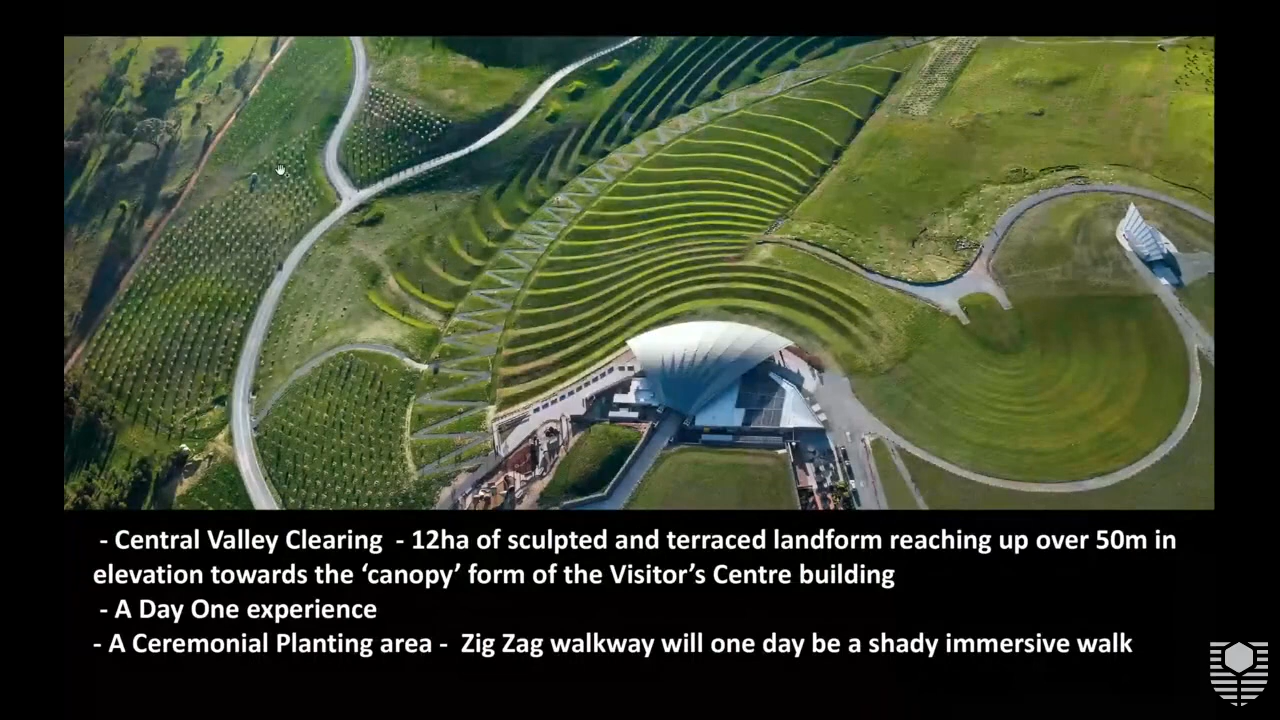 - Central Valley Clearing  - 12ha of sculpted and terraced landform reaching up over 50m in
elevation towards the ‘canopy’ form of the Visitor’s Centre building
- A Day One experience
- A Ceremonial Planting area -  Zig Zag walkway will one day be a shady immersive walk